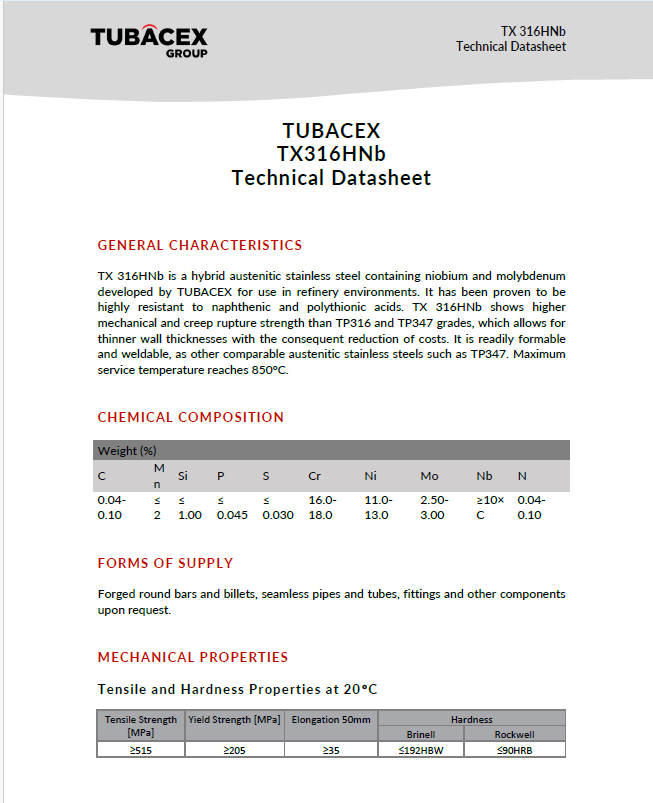 TUBACEX
GROUP
TX 316HNb
Technical Datasheet
TUBACEX
TX316HNb
Technical Datasheet
GENERAL CHARACTERISTICS
TX 316HNb is a hybrid austenitic stainless steel containing niobium and molybdenum
developed by TUBACEX for use in refinery environments. It has been proven to be
highly resistant to naphthenic and polythionic acids. TX 316HNb shows higher
mechanical and creep rupture strength than TP316 and TP347 grades, which allows for
thinner wall thicknesses with the consequent reduction of costs. It is readily formable
and weldable, as other comparable austenitic stainless steels such as TP347. Maximum
service temperature reaches 850ºC.
CHEMICAL COMPOSITION
Weight (%)
C Mn Si P S Cr Ni Mo Nb N
0.04- ≤ ≤ ≤ ≤ 16.0- 11.0- 2.50- ≥10× 0.04-
0.10 2 1.00 0.045 0.030 18.0 13.0 3.00 C 0.10
FORMS OF SUPPLY
Forged round bars and billets, seamless pipes and tubes, fittings and other components
upon request.
MECHANICAL PROPERTIES
Tensile and Hardness Properties at 20ºC
Tensile Strength Yield Strength [MPa] Elongation 50mm Hardness
[MPa] Brinell Rockwell
≥515 ≥205 ≥35 ≤192HBW ≤90HRB